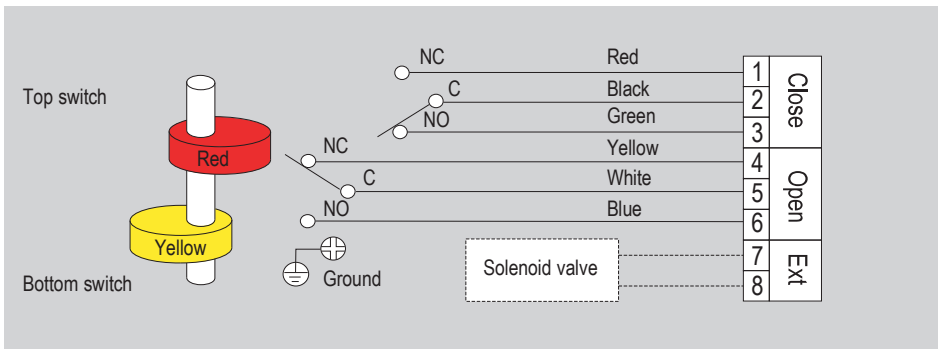 NC Red 1
Top switch C Black 2 Close
NO Green 3
Red NC Yellow 4
C White 5 Open
NO Blue 6
Yellow Solenoid valve 7 Ext
Bottom switch Ground 8